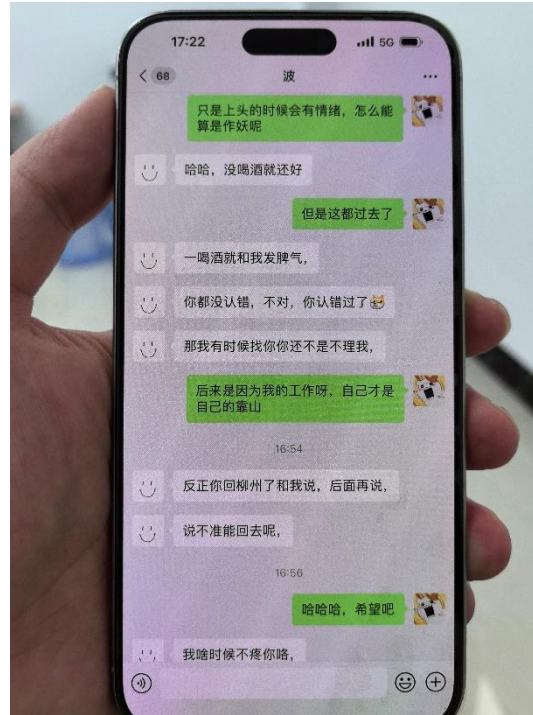 17:22
5G
68
波
只是上头的时候会有情绪，怎么能
算是作妖呢
哈哈，没喝酒就还好
但是这都过去了
一喝酒就和我发脾气，
你都没认错，不对，你认错过了
那我有时候找你你还不是不理我，
后来是因为我的工作呀，自己才是
自己的靠山
16:54
反正你回柳州了和我说，后面再说，
说不准能回去呢，
16:56
哈哈哈，希望吧
我啥时候不疼你咯，